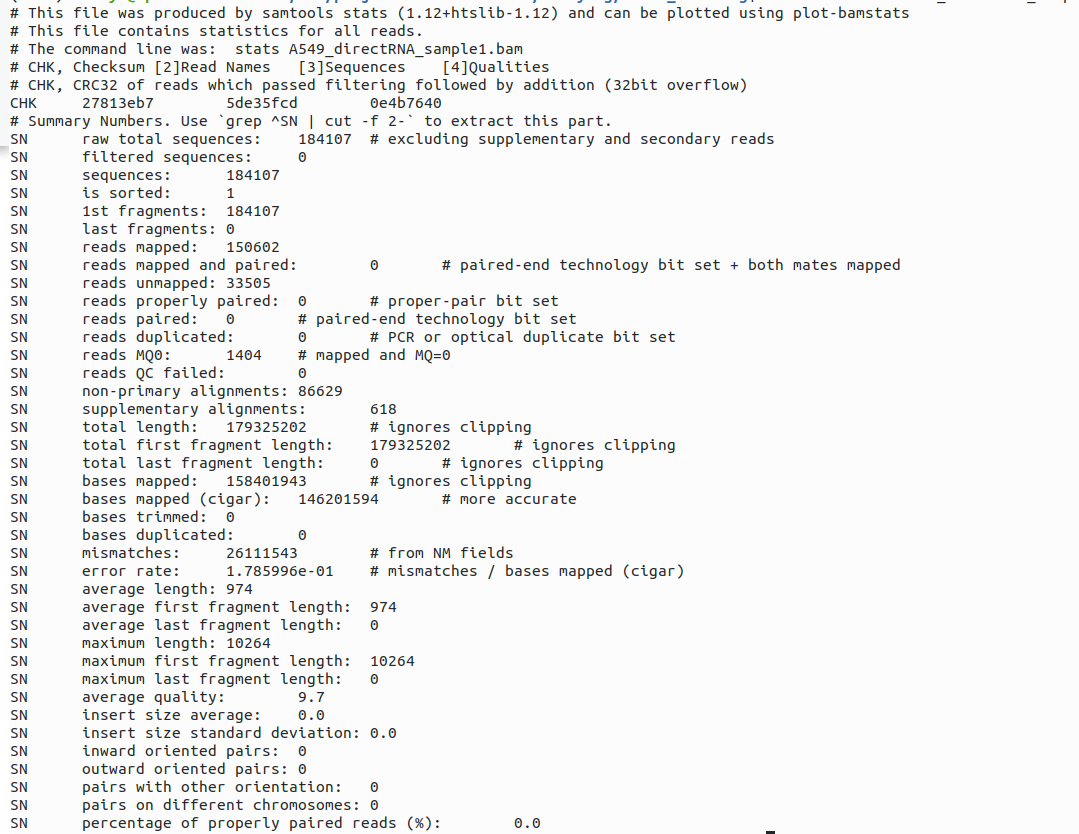 # This file was produced by samtools stats (1.12+htslib-1.12) and can be plotted using plot-bamstats
# This file contains statistics for all reads.
# The command line was:  stats A549_directRNA_sample1.bam
# CHK, Checksum	[2]Read Names	[3]Sequences	[4]Qualities
# CHK, CRC32 of reads which passed filtering followed by addition (32bit overflow)
CHK	27813eb7	5de35fcd	0e4b7640
# Summary Numbers. Use `grep ^SN | cut -f 2-` to extract this part.
SN	raw total sequences:	184107	# excluding supplementary and secondary reads
SN	filtered sequences:	0
SN	sequences:	184107
SN	is sorted:	1
SN	1st fragments:	184107
SN	last fragments:	0
SN	reads mapped:	150602
SN	reads mapped and paired:	0	# paired-end technology bit set + both mates mapped
SN	reads unmapped:	33505
SN	reads properly paired:	0	# proper-pair bit set
SN	reads paired:	0	# paired-end technology bit set
SN	reads duplicated:	0	# PCR or optical duplicate bit set
SN	reads MQ0:	1404	# mapped and MQ=0
SN	reads QC failed:	0
SN	non-primary alignments:	86629
SN	supplementary alignments:	618
SN	total length:	179325202	# ignores clipping
SN	total first fragment length:	179325202	# ignores clipping
SN	total last fragment length:	0	# ignores clipping
SN	bases mapped:	158401943	# ignores clipping
SN	bases mapped (cigar):	146201594	# more accurate
SN	bases trimmed:	0
SN	bases duplicated:	0
SN	mismatches:	26111543	# from NM fields
SN	error rate:	1.785996e-01	# mismatches / bases mapped (cigar)
SN	average length:	974
SN	average first fragment length:	974
SN	average last fragment length:	0
SN	maximum length:	10264
SN	maximum first fragment length:	10264
SN	maximum last fragment length:	0
SN	average quality:	9.7
SN	insert size average:	0.0
SN	insert size standard deviation:	0.0
SN	inward oriented pairs:	0
SN	outward oriented pairs:	0
SN	pairs with other orientation:	0
SN	pairs on different chromosomes:	0
SN	percentage of properly paired reads (%):	0.0